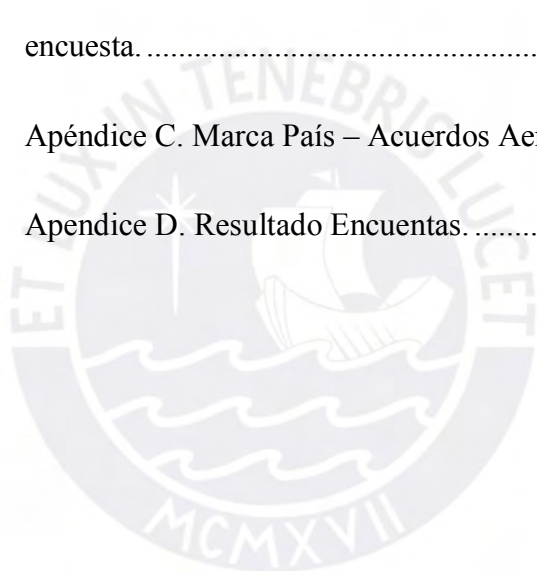 encuesta. ........................................
Apéndice C. Marca País – Acuerdos Ae
Apendice D. Resultado Encuentas. ........
ET LUX IN TENEBRIS LUCET
MCMXVII